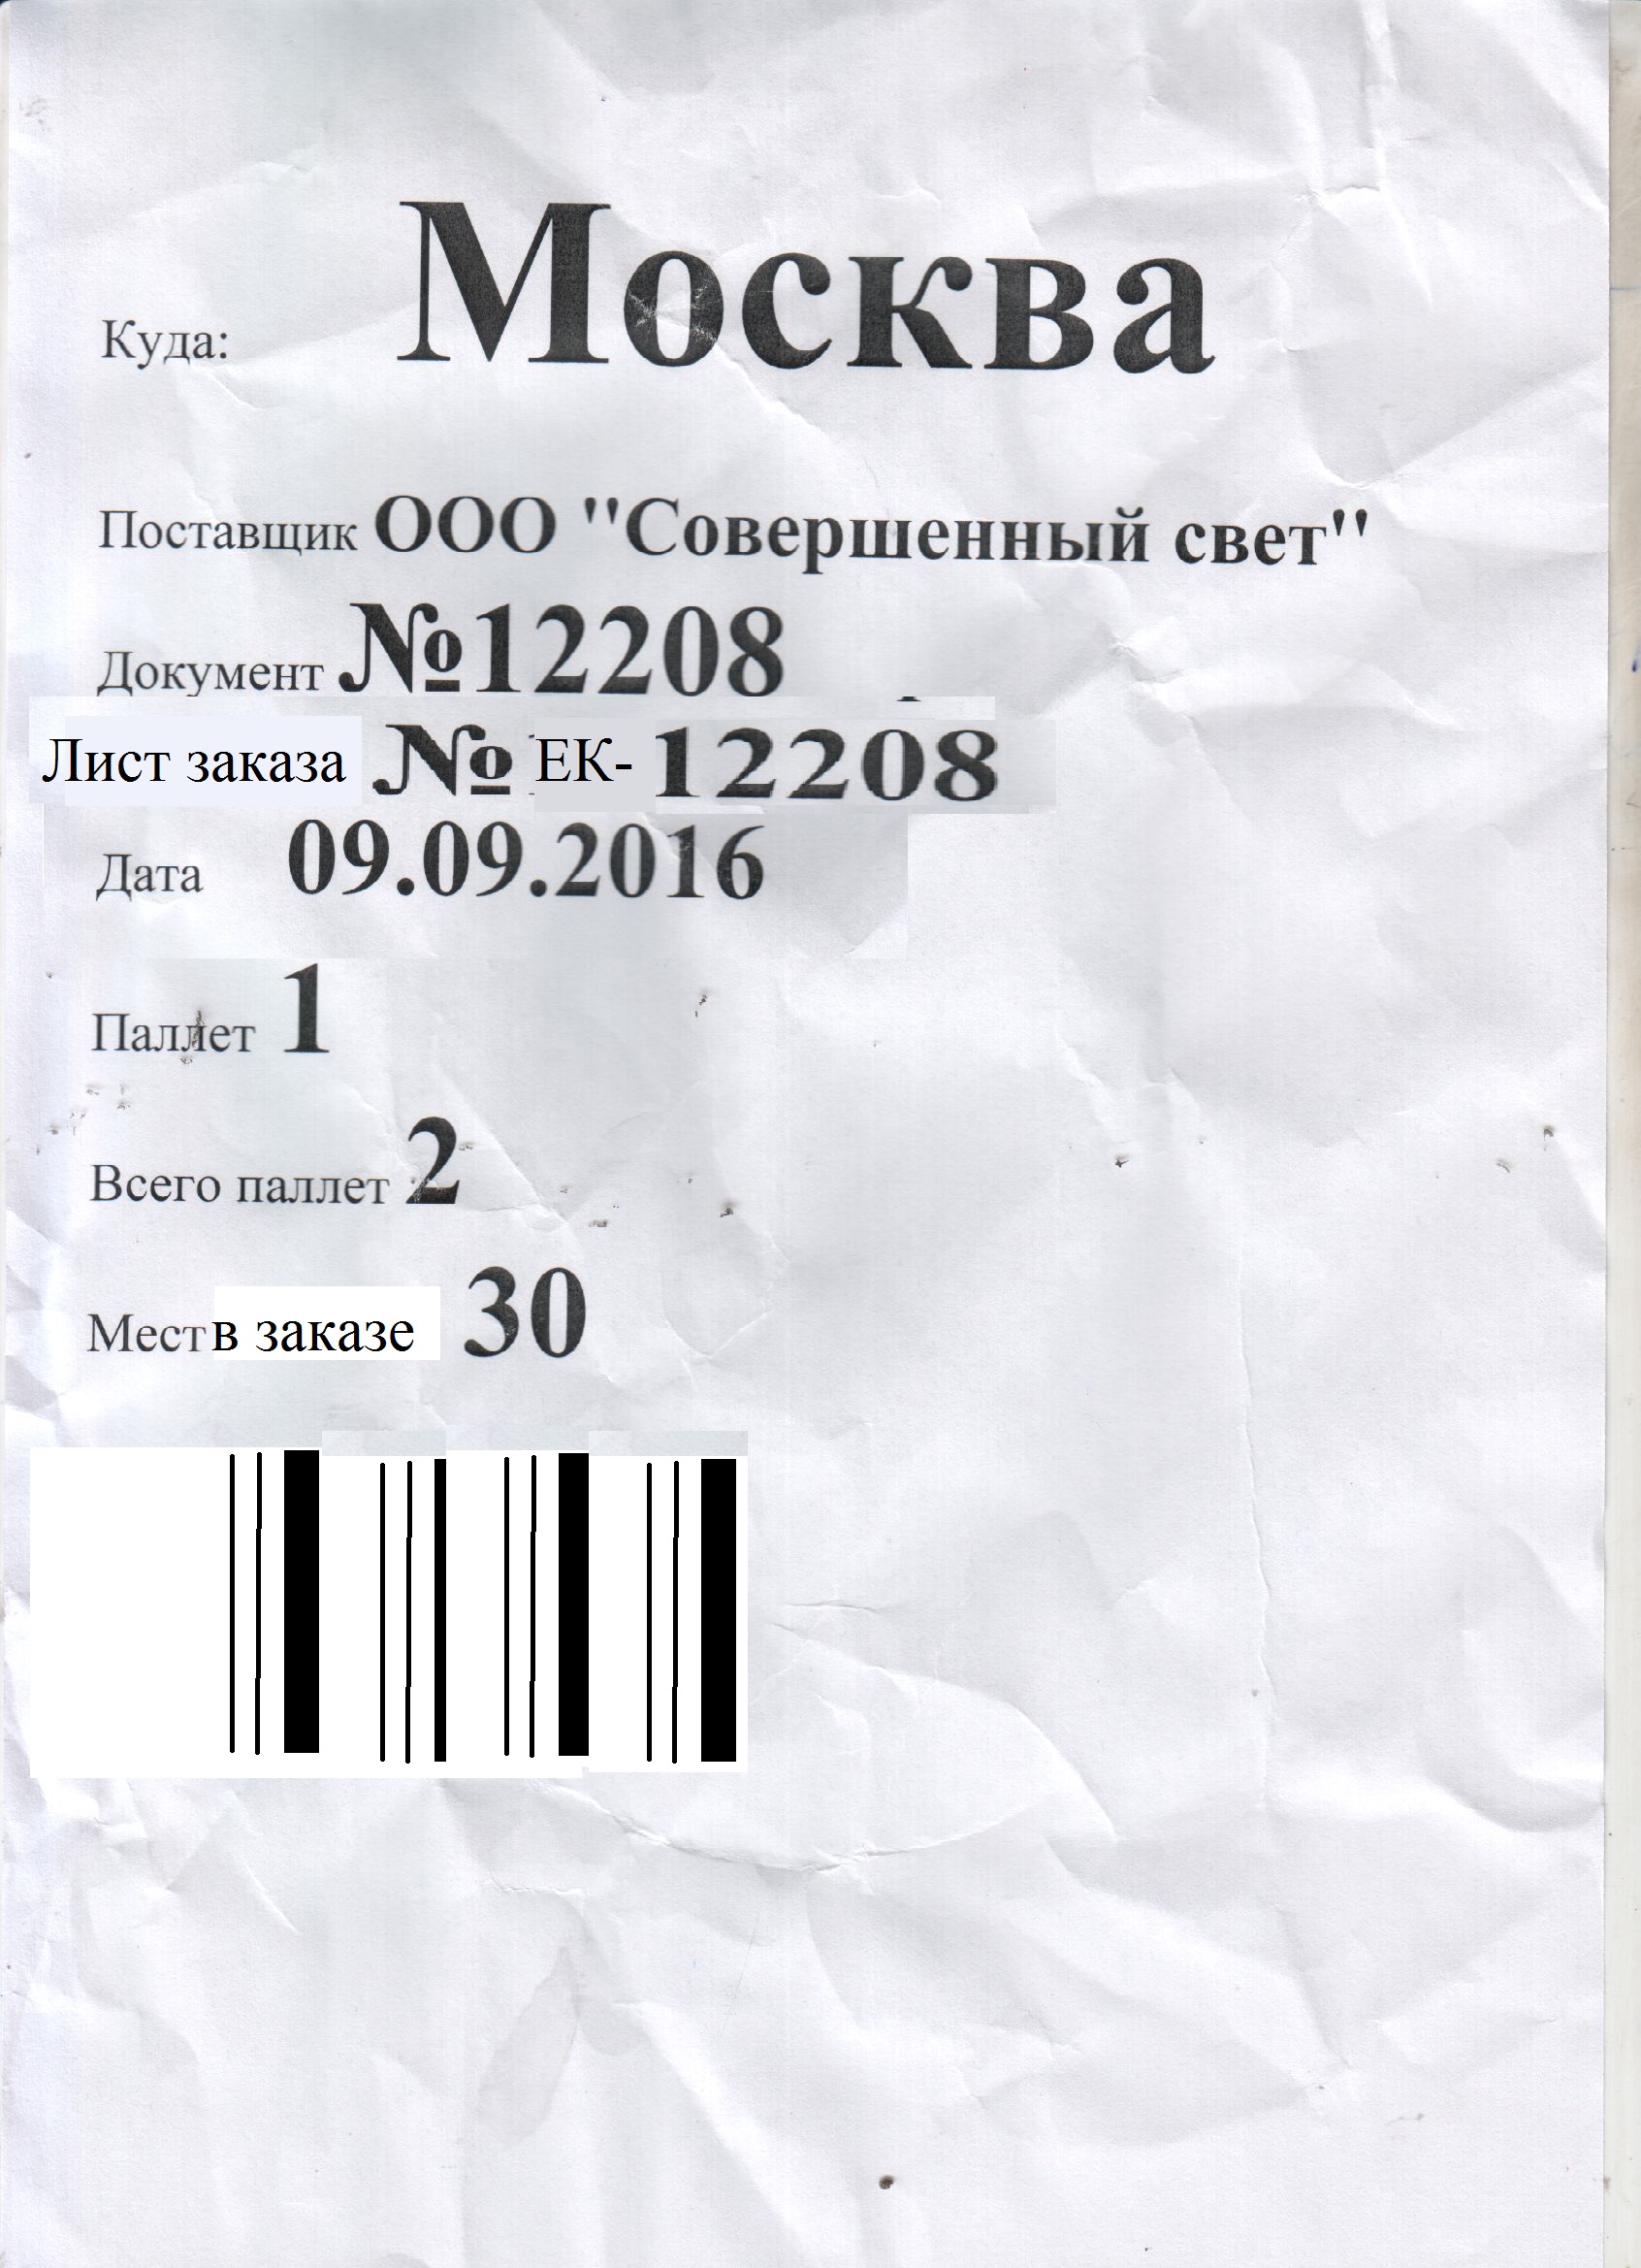 Куда: Москва
Поставщик ООО "Совершенный свет"
Документ №12208
Лист заказа № ЕК- 12208
Дата 09.09.2016
Паллет 1
Всего паллет 2
Мест в заказе 30